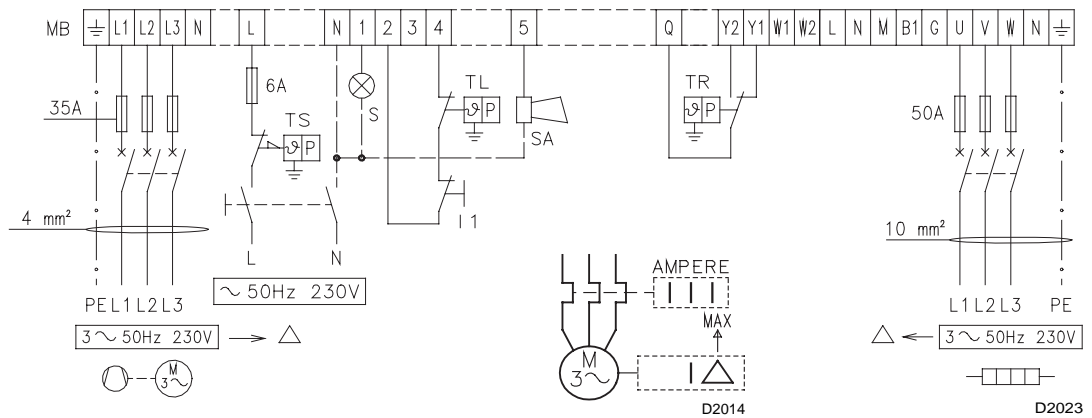 MB ⏚ L1 L2 L3 N L N 1 2 3 4 5 Q Y2 Y1 W1 W2 L N M B1 G U V W N ⏚
35A 6A S TL ϑ P SA TR ϑ P 50A
TS ϑ P
4 mm² I1 10 mm²
L N
~ 50Hz 230V AMPERE
PE L1 L2 L3 L1 L2 L3 PE
3~ 50Hz 230V → △ MAX △ ← 3~ 50Hz 230V
M 3~ M 3~ I △
D2014 D2023